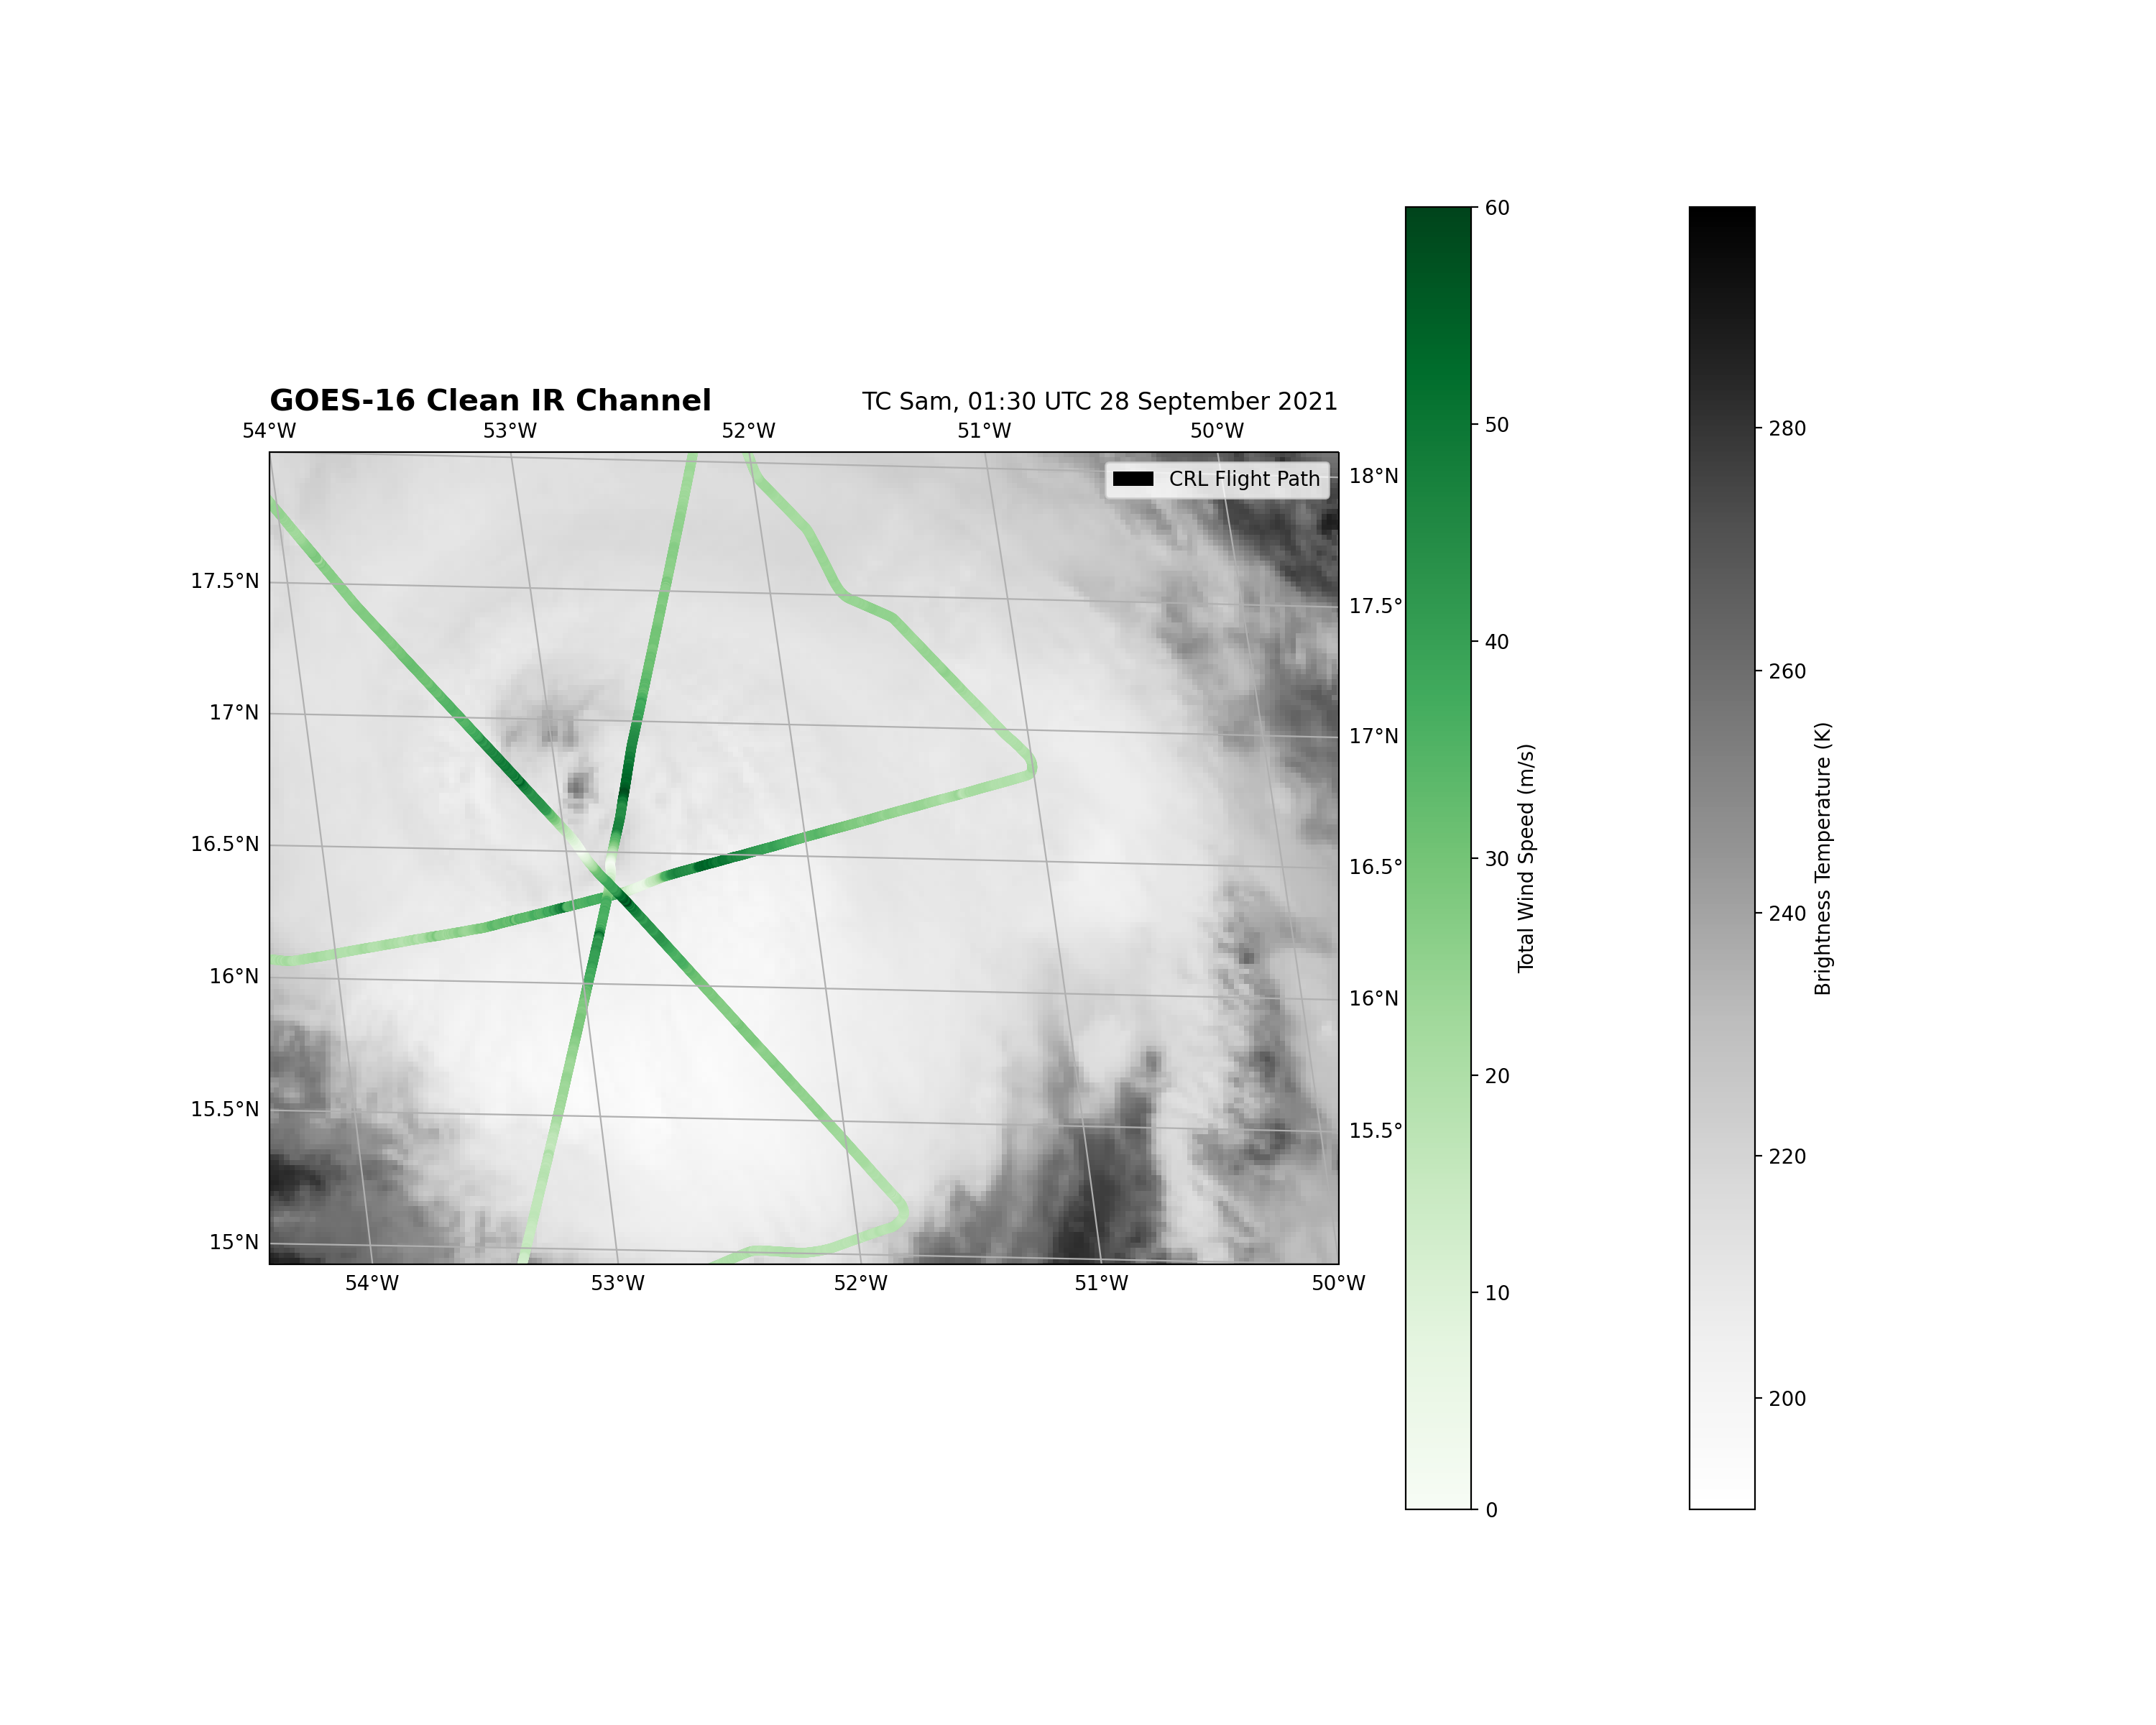 GOES-16 Clean IR Channel
TC Sam, 01:30 UTC 28 September 2021
54°W 53°W 52°W 51°W 50°W
CRL Flight Path
18°N
17.5°N
17.5°
17°N
17°N
16.5°N
16.5°
16°N
16°N
15.5°N
15.5°
15°N
54°W 53°W 52°W 51°W 50°W
60
50
40
30
20
10
0
Total Wind Speed (m/s)
280
260
240
220
200
Brightness Temperature (K)